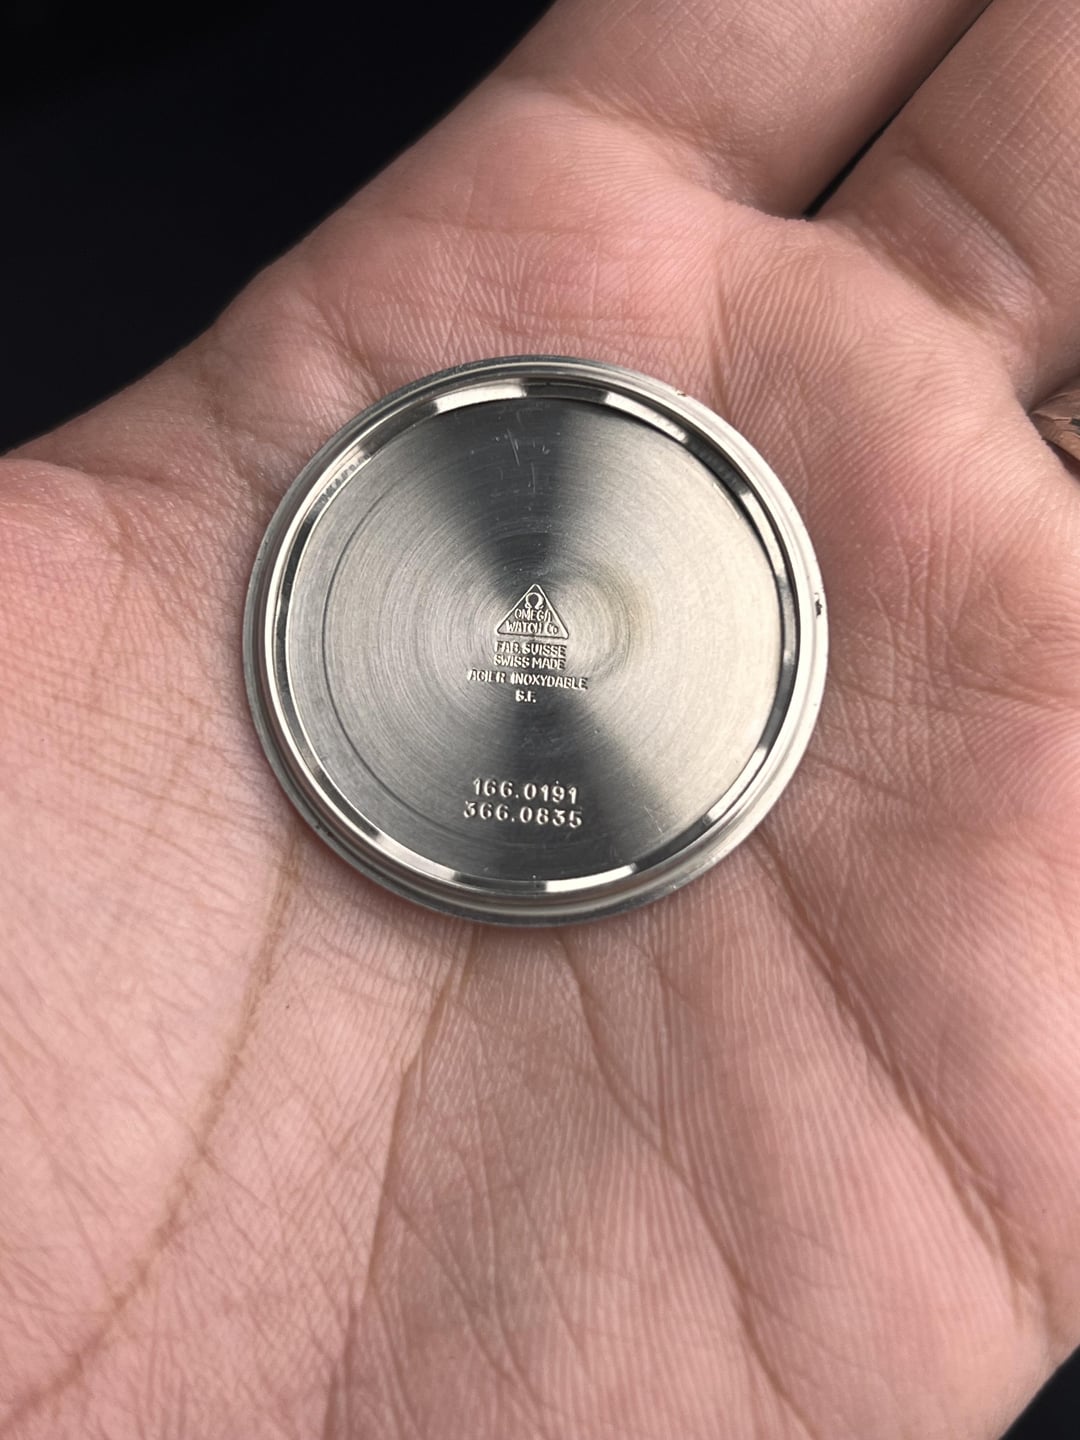 Ω
OMEGA
WATCH Co
FAB. SUISSE
SWISS MADE
ACIER INOXYDABLE
166.0191
366.0835